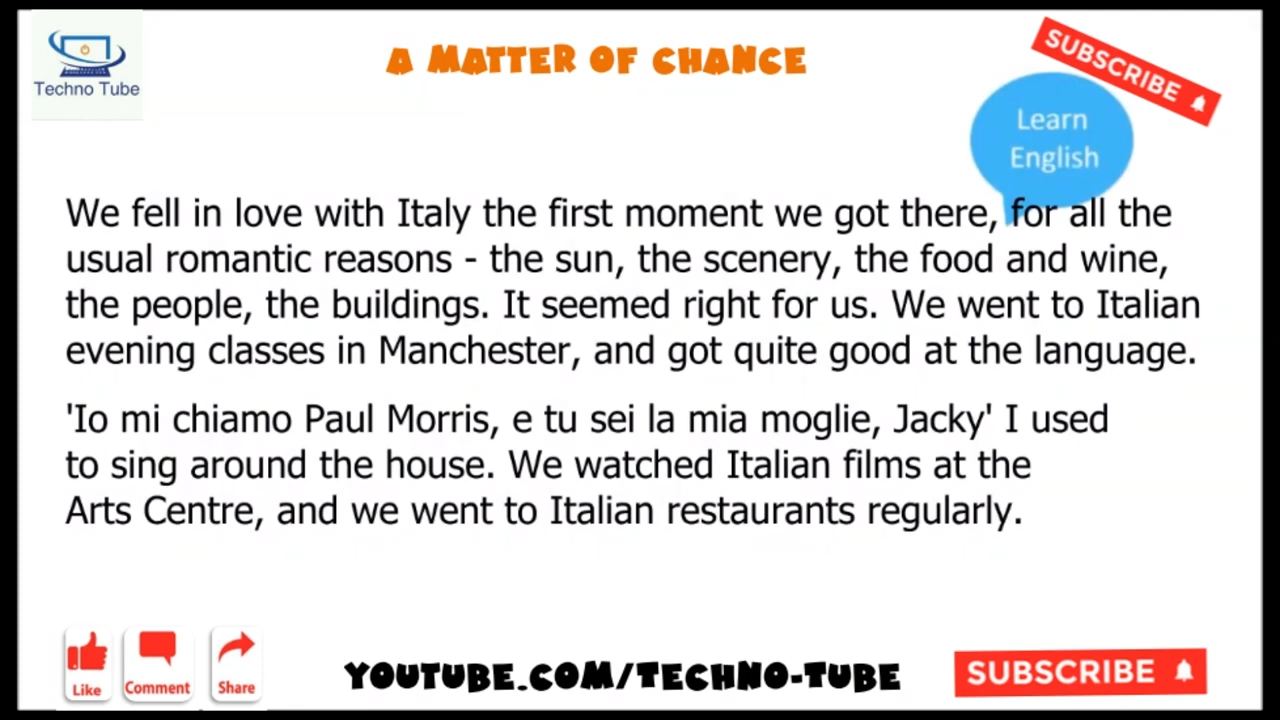 Techno Tube
A MATTER OF CHANCE
SUBSCRIBE
Learn
English
We fell in love with Italy the first moment we got there, for all the
usual romantic reasons - the sun, the scenery, the food and wine,
the people, the buildings. It seemed right for us. We went to Italian
evening classes in Manchester, and got quite good at the language.
'Io mi chiamo Paul Morris, e tu sei la mia moglie, Jacky' I used
to sing around the house. We watched Italian films at the
Arts Centre, and we went to Italian restaurants regularly.
Like
Comment
Share
YOUTUBE.COM/TECHNO-TUBE
SUBSCRIBE